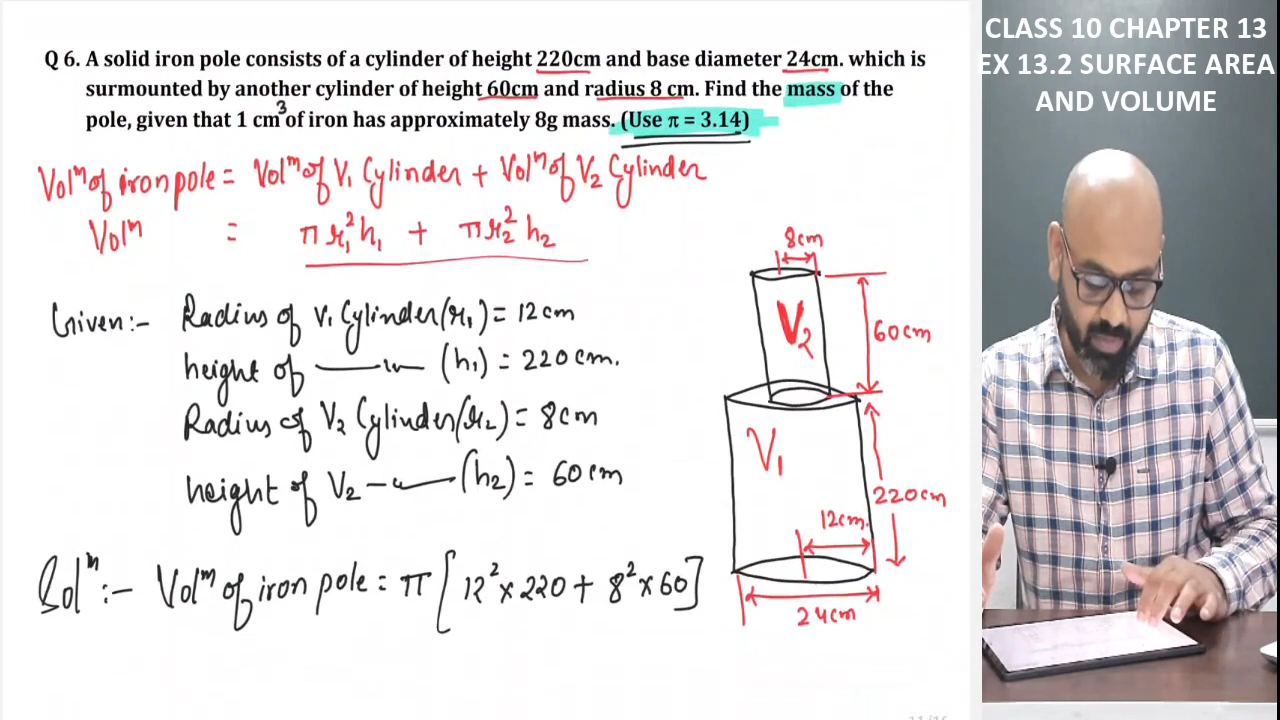 CLASS 10 CHAPTER 13
EX 13.2 SURFACE AREA
AND VOLUME
Q 6. A solid iron pole consists of a cylinder of height 220cm and base diameter 24cm. which is
surmounted by another cylinder of height 60cm and radius 8 cm. Find the mass of the
pole, given that 1 cm³ of iron has approximately 8g mass. (Use π = 3.14)
Volᵐ of iron pole = Volᵐ of V₁ Cylinder + Volᵐ of V₂ Cylinder
Volᵐ = πr₁²h₁ + πr₂²h₂
Given:- Radius of V₁ Cylinder (r₁) = 12cm
height of —〃— (h₁) = 220cm.
Radius of V₂ Cylinder (r₂) = 8cm
height of V₂ —〃— (h₂) = 60cm
Solⁿ:- Volᵐ of iron pole = π [12² × 220 + 8² × 60]
8cm
V₂
60cm
V₁
220cm
12cm.
24cm